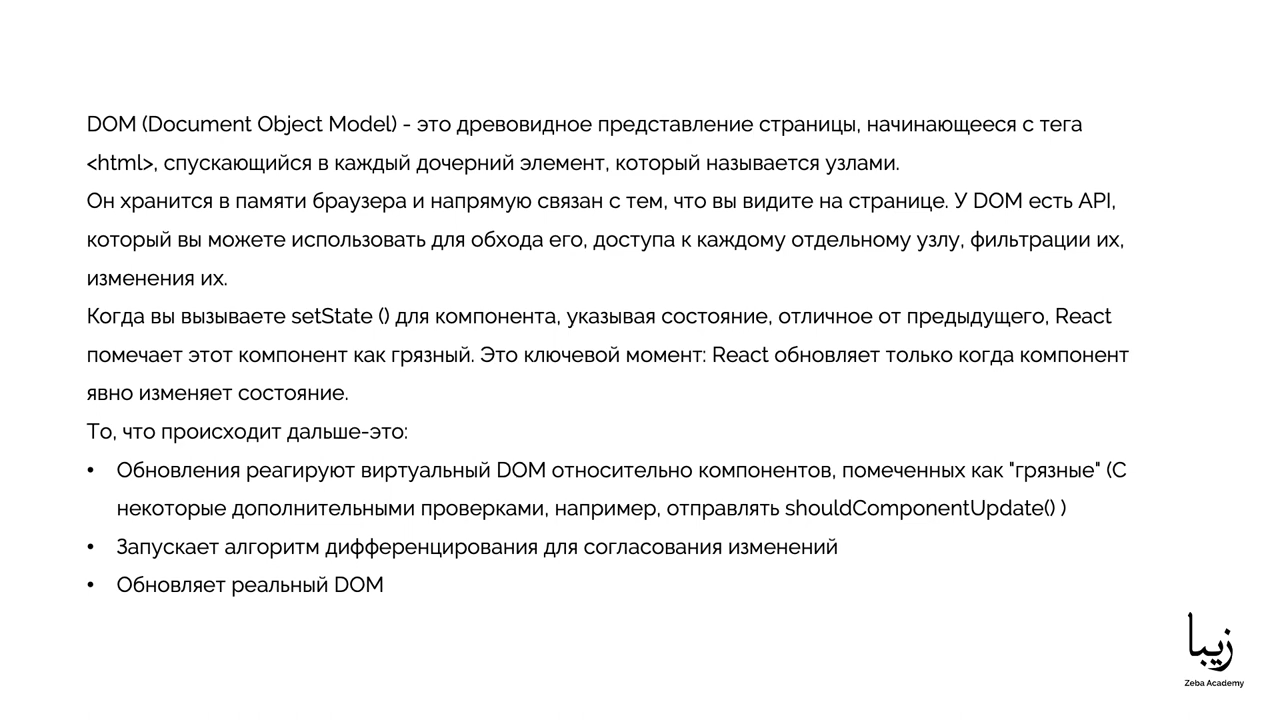 DOM (Document Object Model) - это древовидное представление страницы, начинающееся с тега
<html>, спускающийся в каждый дочерний элемент, который называется узлами.
Он хранится в памяти браузера и напрямую связан с тем, что вы видите на странице. У DOM есть API,
который вы можете использовать для обхода его, доступа к каждому отдельному узлу, фильтрации их,
изменения их.
Когда вы вызываете setState () для компонента, указывая состояние, отличное от предыдущего, React
помечает этот компонент как грязный. Это ключевой момент: React обновляет только когда компонент
явно изменяет состояние.
То, что происходит дальше-это:
• Обновления реагируют виртуальный DOM относительно компонентов, помеченных как "грязные" (С
некоторые дополнительными проверками, например, отправлять shouldComponentUpdate() )
• Запускает алгоритм дифференцирования для согласования изменений
• Обновляет реальный DOM
زیبا
Zeba Academy